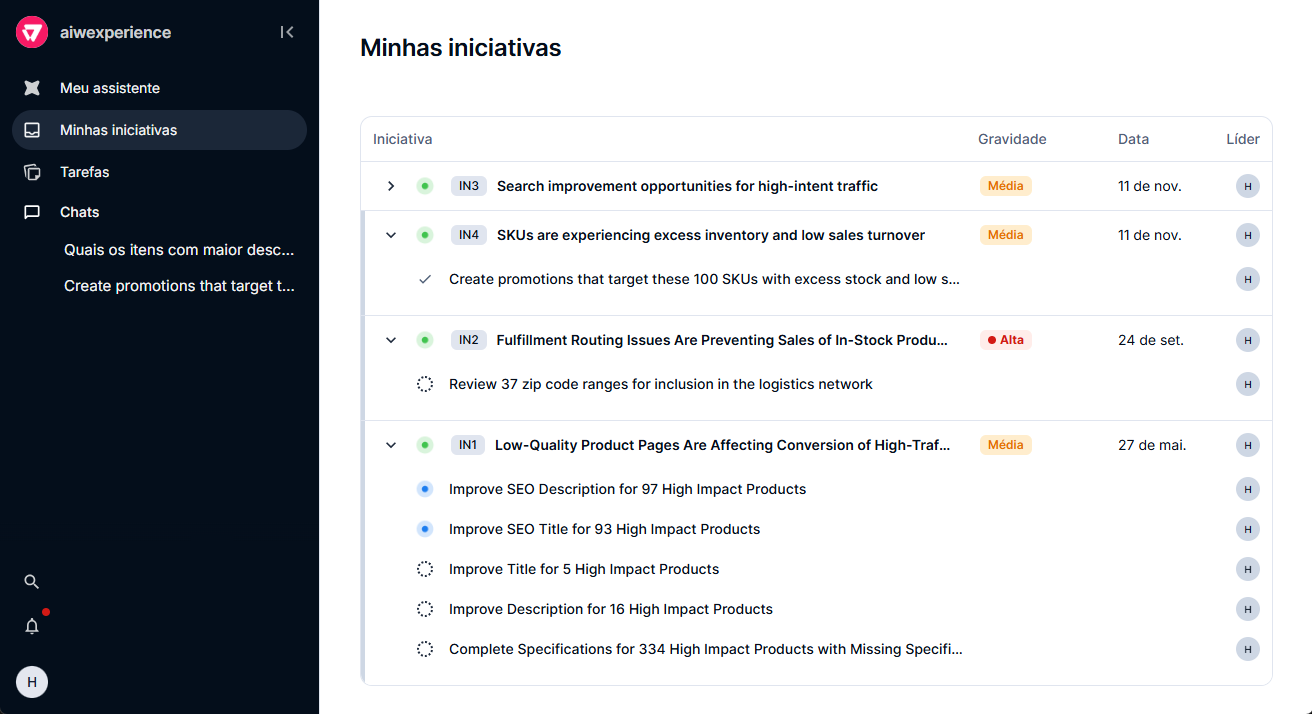 aiwexperience
Meu assistente
Minhas iniciativas
Tarefas
Chats
Quais os itens com maior desc...
Create promotions that target t...
H
Minhas iniciativas
Iniciativa Gravidade Data Líder
IN3 Search improvement opportunities for high-intent traffic Média 11 de nov. H
IN4 SKUs are experiencing excess inventory and low sales turnover Média 11 de nov. H
Create promotions that target these 100 SKUs with excess stock and low s... H
IN2 Fulfillment Routing Issues Are Preventing Sales of In-Stock Produ... Alta 24 de set. H
Review 37 zip code ranges for inclusion in the logistics network H
IN1 Low-Quality Product Pages Are Affecting Conversion of High-Traf... Média 27 de mai. H
Improve SEO Description for 97 High Impact Products H
Improve SEO Title for 93 High Impact Products H
Improve Title for 5 High Impact Products H
Improve Description for 16 High Impact Products H
Complete Specifications for 334 High Impact Products with Missing Specifi... H